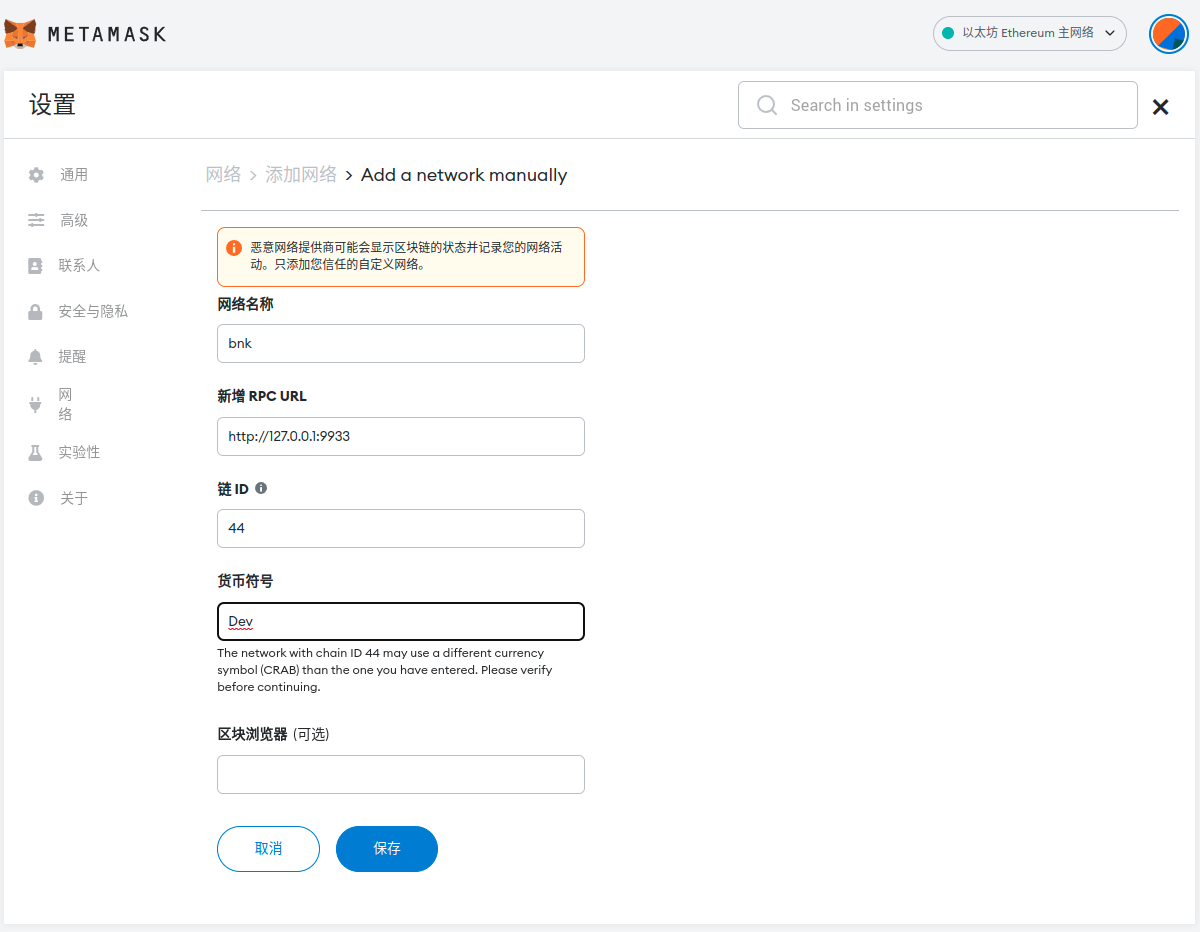 METAMASK
以太坊 Ethereum 主网络
设置
Search in settings
通用
高级
联系人
安全与隐私
提醒
网
络
实验性
关于
网络 > 添加网络 > Add a network manually
恶意网络提供商可能会显示区块链的状态并记录您的网络活
动。只添加您信任的自定义网络。
网络名称
bnk
新增 RPC URL
http://127.0.0.1:9933
链 ID
44
货币符号
Dev
The network with chain ID 44 may use a different currency
symbol (CRAB) than the one you have entered. Please verify
before continuing.
区块浏览器 (可选)
取消
保存